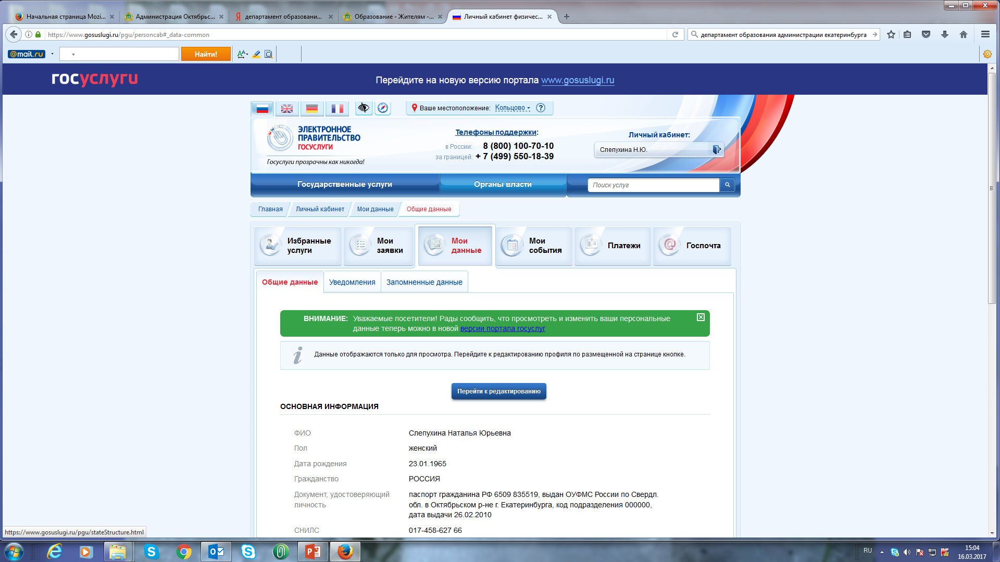 Начальная страница Mozi...
Администрация Октябрьс...
департамент образовани...
Образование - Жителям -...
Личный кабинет физичес...
https://www.gosuslugi.ru/pgu/personcab#_data-common
департамент образования администрации екатеринбурга
@mail.ru
Найти!
госуслуги
Перейдите на новую версию портала www.gosuslugi.ru
Ваше местоположение: Кольцово
ЭЛЕКТРОННОЕ
ПРАВИТЕЛЬСТВО
ГОСУСЛУГИ
Госуслуги прозрачны как никогда!
Телефоны поддержки:
в России: 8 (800) 100-70-10
за границей: + 7 (499) 550-18-39
Личный кабинет:
Слепухина Н.Ю.
Государственные услуги
Органы власти
Поиск услуг
Главная
Личный кабинет
Мои данные
Общие данные
Избранные
услуги
Мои
заявки
Мои
данные
Мои
события
Платежи
Госпочта
Общие данные
Уведомления
Запомненные данные
ВНИМАНИЕ: Уважаемые посетители! Рады сообщить, что просмотреть и изменить ваши персональные
данные теперь можно в новой версии портала госуслуг
Данные отображаются только для просмотра. Перейдите к редактированию профиля по размещенной на странице кнопке.
Перейти к редактированию
ОСНОВНАЯ ИНФОРМАЦИЯ
ФИО Слепухина Наталья Юрьевна
Пол женский
Дата рождения 23.01.1965
Гражданство РОССИЯ
Документ, удостоверяющий паспорт гражданина РФ 6509 835519, выдан ОУФМС России по Свердл.
личность обл. в Октябрьском р-не г. Екатеринбурга, код подразделения 000000,
дата выдачи 26.02.2010
СНИЛС 017-458-627 66
https://www.gosuslugi.ru/pgu/stateStructure.html
RU
15:04
16.03.2017